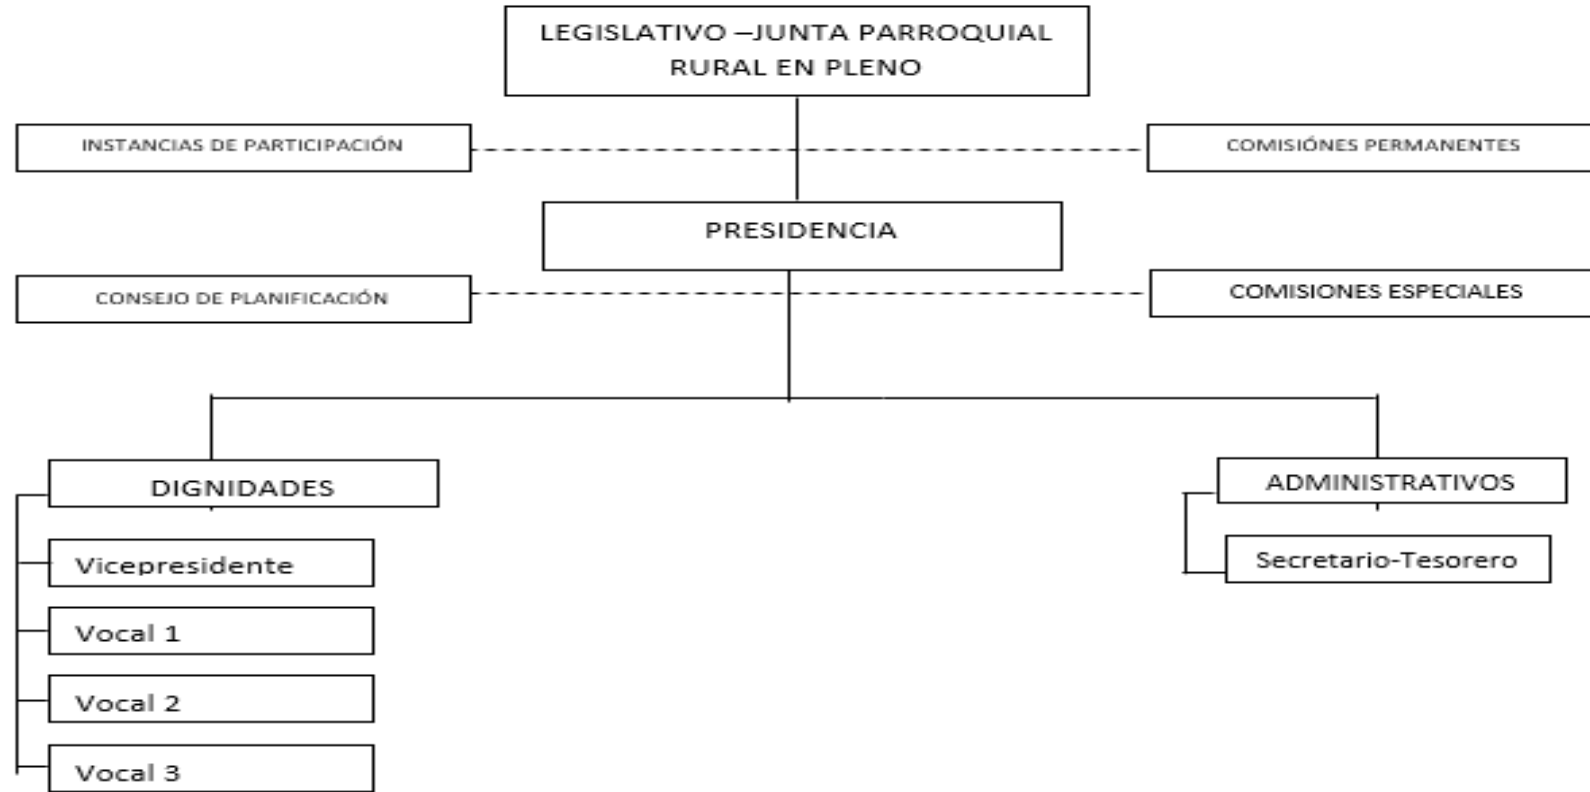 LEGISLATIVO –JUNTA PARROQUIAL
RURAL EN PLENO
INSTANCIAS DE PARTICIPACIÓN
COMISIÓNES PERMANENTES
PRESIDENCIA
CONSEJO DE PLANIFICACIÓN
COMISIONES ESPECIALES
DIGNIDADES
ADMINISTRATIVOS
Vicepresidente
Secretario-Tesorero
Vocal 1
Vocal 2
Vocal 3